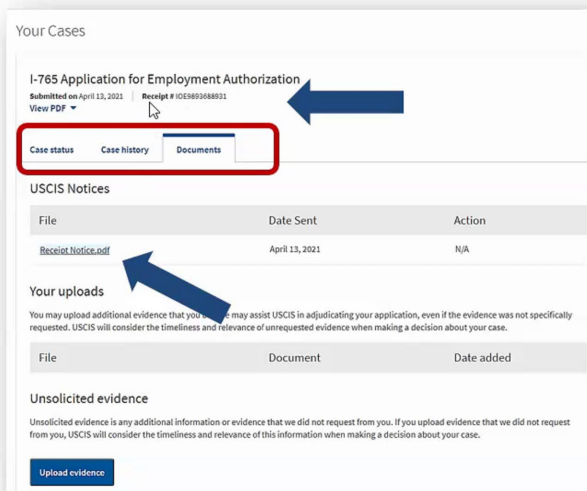 Your Cases
I-765 Application for Employment Authorization
Submitted on April 13, 2021 | Receipt # IOE9893688931
View PDF
Case status Case history Documents
USCIS Notices
File Date Sent Action
Receipt Notice.pdf April 13, 2021 N/A
Your uploads
You may upload additional evidence that you may assist USCIS in adjudicating your application, even if the evidence was not specifically
requested. USCIS will consider the timeliness and relevance of unrequested evidence when making a decision about your case.
File Document Date added
Unsolicited evidence
Unsolicited evidence is any additional information or evidence that we did not request from you. If you upload evidence that we did not request
from you, USCIS will consider the timeliness and relevance of this information when making a decision about your case.
Upload evidence